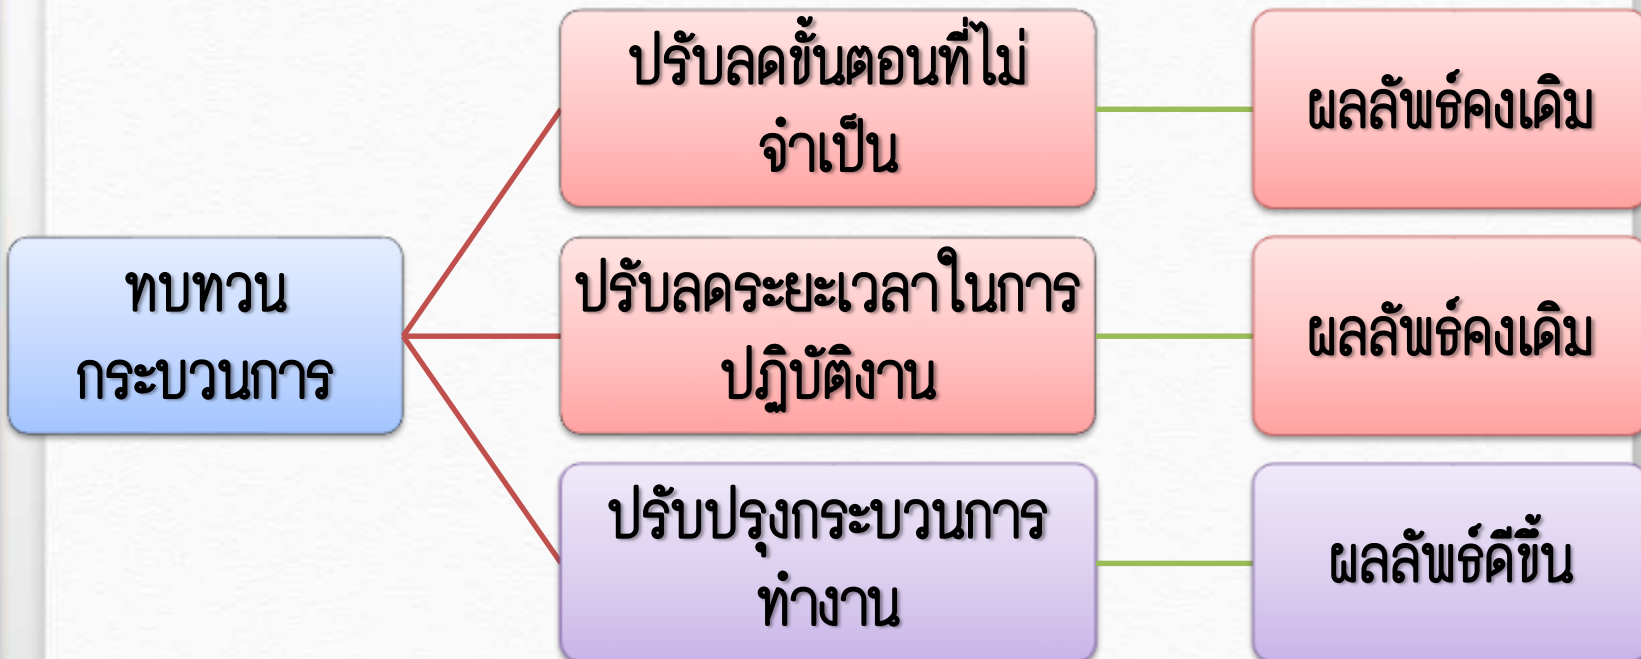 ปรับลดขั้นตอนที่ไม่
จำเป็น
ผลลัพธ์คงเดิม
ทบทวน
กระบวนการ
ปรับลดระยะเวลาในการ
ปฏิบัติงาน
ผลลัพธ์คงเดิม
ปรับปรุงกระบวนการ
ทำงาน
ผลลัพธ์ดีขึ้น